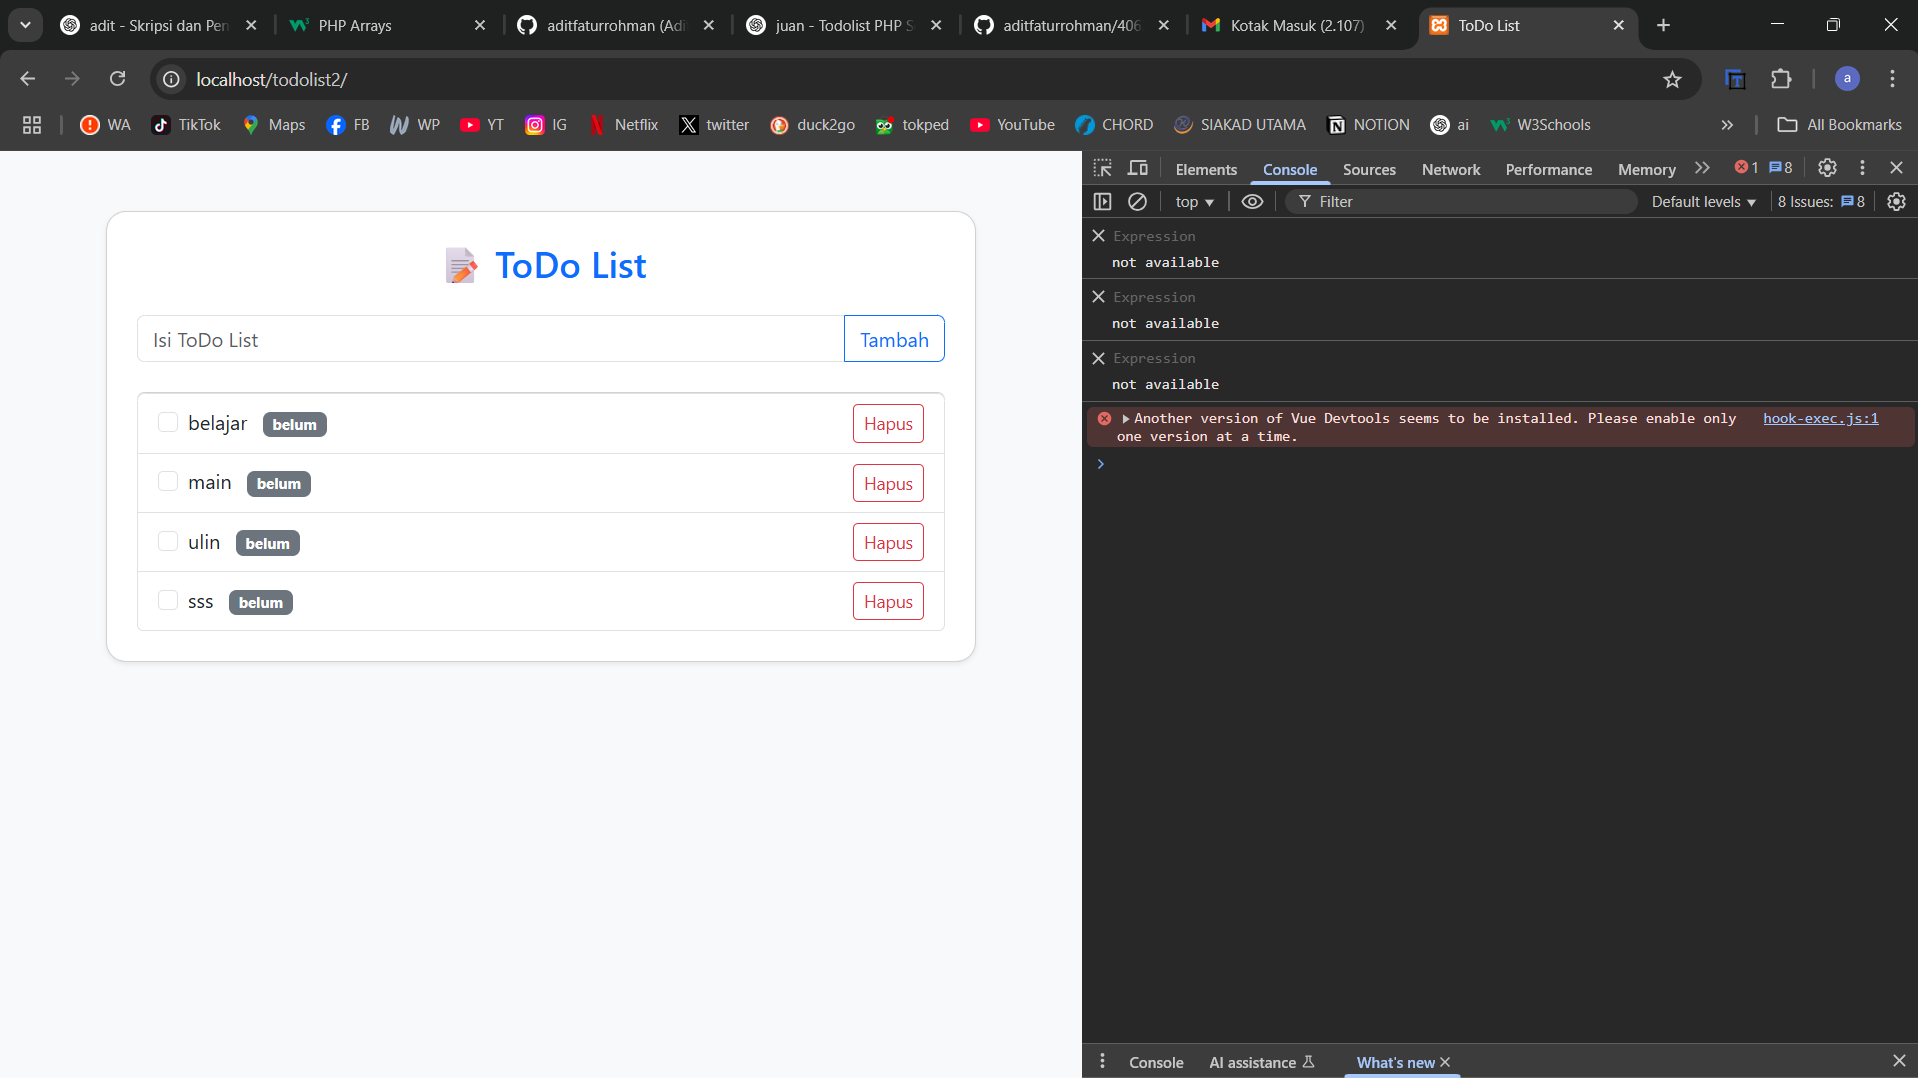 adit - Skripsi dan Pen
PHP Arrays
aditfaturrohman (Adi
juan - Todolist PHP S
aditfaturrohman/406
Kotak Masuk (2.107)
ToDo List
localhost/todolist2/
a
WA
TikTok
Maps
FB
WP
YT
IG
Netflix
twitter
duck2go
tokped
YouTube
CHORD
SIAKAD UTAMA
NOTION
ai
W3Schools
All Bookmarks
ToDo List
Isi ToDo List
Tambah
belajar belum Hapus
main belum Hapus
ulin belum Hapus
sss belum Hapus
Elements Console Sources Network Performance Memory 1 8
top Filter Default levels 8 Issues: 8
Expression
not available
Expression
not available
Expression
not available
Another version of Vue Devtools seems to be installed. Please enable only hook-exec.js:1
one version at a time.
Console AI assistance What's new